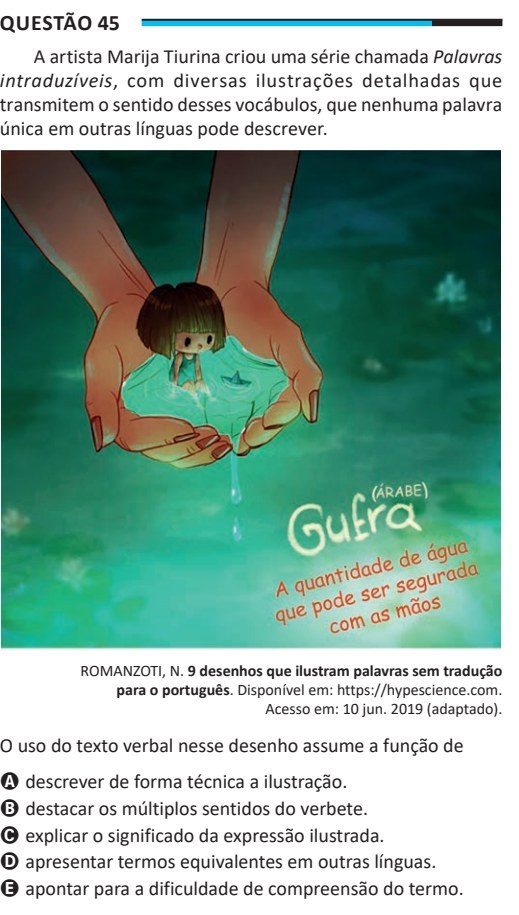 QUESTÃO 45
A artista Marija Tiurina criou uma série chamada Palavras
intraduzíveis, com diversas ilustrações detalhadas que
transmitem o sentido desses vocábulos, que nenhuma palavra
única em outras línguas pode descrever.
(ÁRABE)
Gufra
A quantidade de água
que pode ser segurada
com as mãos
ROMANZOTI, N. 9 desenhos que ilustram palavras sem tradução
para o português. Disponível em: https://hypescience.com.
Acesso em: 10 jun. 2019 (adaptado).
O uso do texto verbal nesse desenho assume a função de
A descrever de forma técnica a ilustração.
B destacar os múltiplos sentidos do verbete.
C explicar o significado da expressão ilustrada.
D apresentar termos equivalentes em outras línguas.
E apontar para a dificuldade de compreensão do termo.